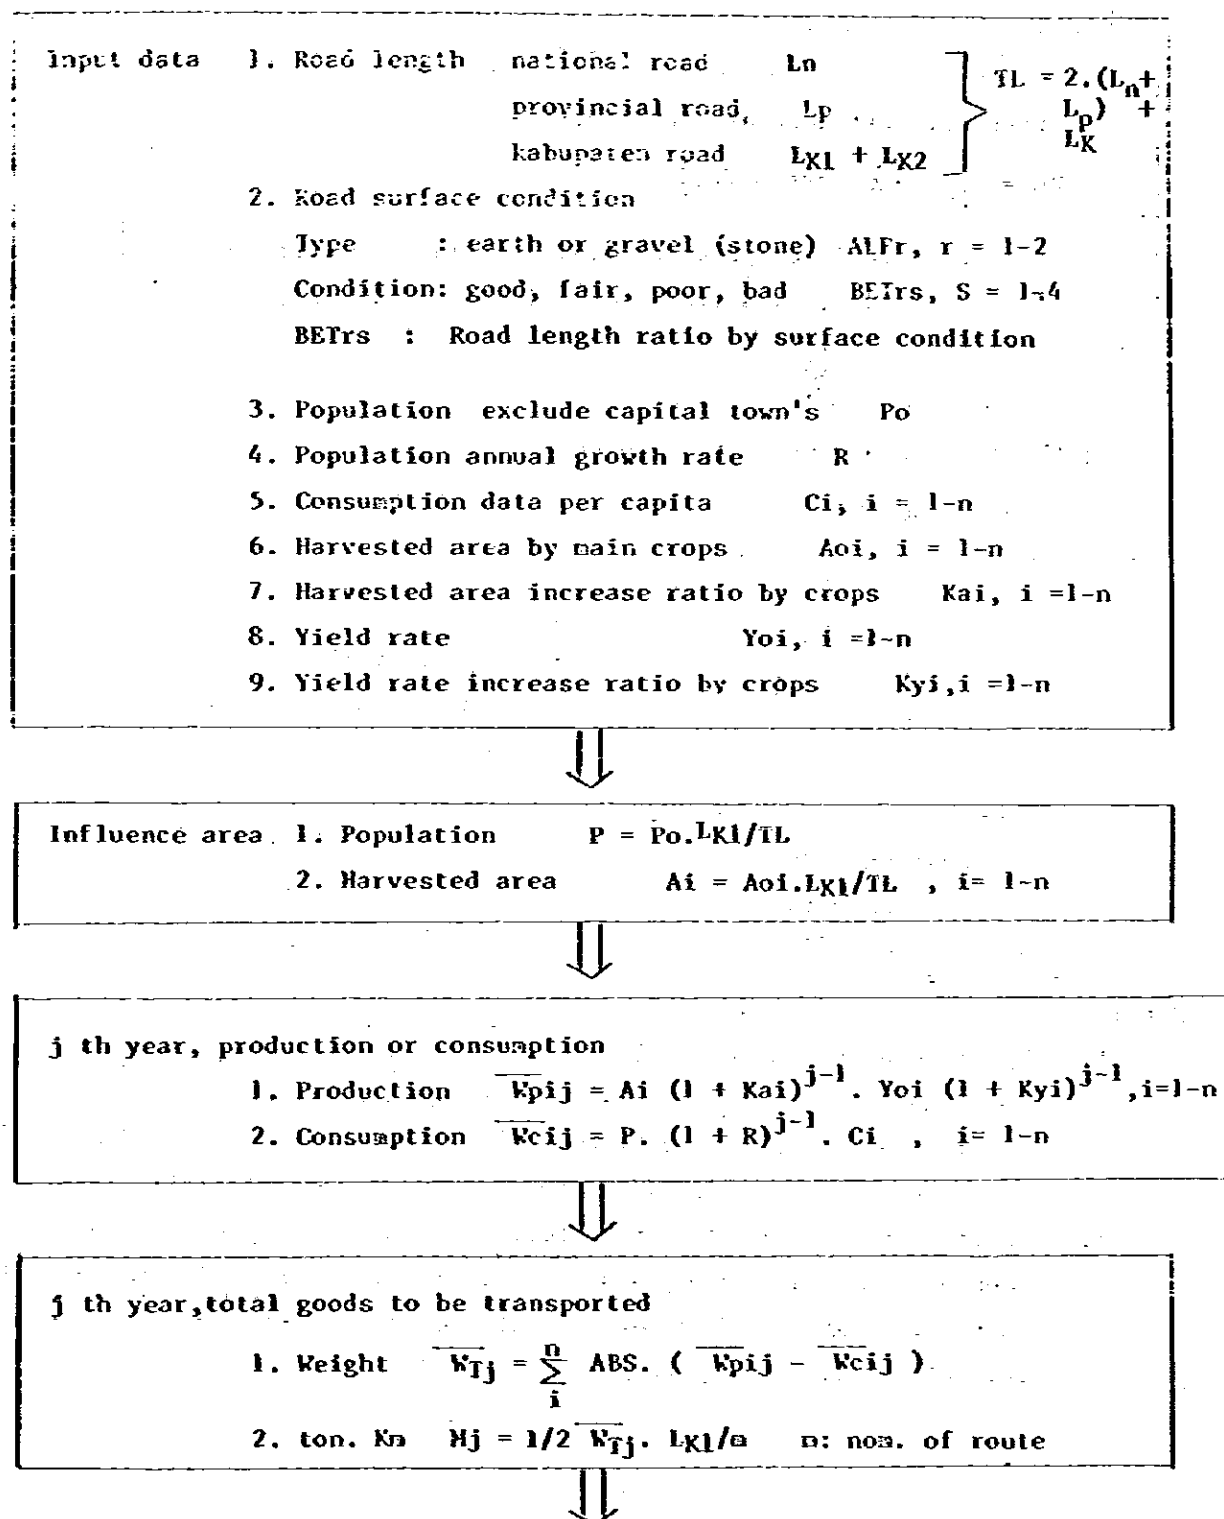 Input data 1. Road length national road Ln TL = 2.(Ln+
provincial road, Lp Lp) +
kabupaten road LK1 + LK2 LK
2. Road surface condition
Type : earth or gravel (stone) ALFr, r = 1-2
Condition: good, fair, poor, bad BETrs, S = 1-4
BETrs : Road length ratio by surface condition
3. Population exclude capital town's Po
4. Population annual growth rate R
5. Consumption data per capita Ci, i = 1-n
6. Harvested area by main crops Aoi, i = 1-n
7. Harvested area increase ratio by crops Kai, i =1-n
8. Yield rate Yoi, i =1-n
9. Yield rate increase ratio by crops Kyi,i =1-n
Influence area 1. Population P = Po.LK1/TL
2. Harvested area Ai = Aoi.LK1/TL , i= 1-n
j th year, production or consumption
1. Production Wpij = Ai (1 + Kai)^j-1. Yoi (1 + Kyi)^j-1,i=1-n
2. Consumption Wcij = P. (1 + R)^j-1. Ci , i= 1-n
j th year,total goods to be transported
1. Weight WTj = n∑i ABS. ( Wpij - Wcij )
2. ton. Km Mj = 1/2 WTj. LK1/m m: nom. of route